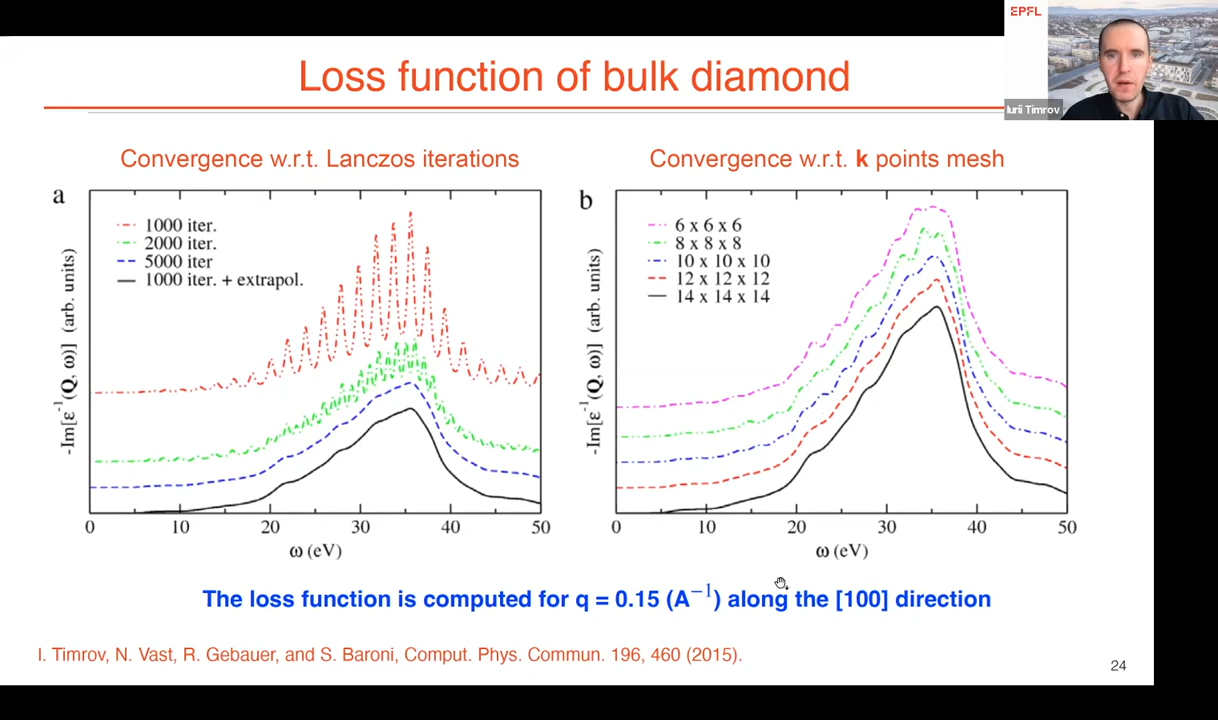 EPFL
Iurii Timrov
Loss function of bulk diamond
Convergence w.r.t. Lanczos iterations
Convergence w.r.t. k points mesh
a
1000 iter.
2000 iter.
5000 iter
1000 iter. + extrapol.
-Im[ε⁻¹(Q, ω)] [arb. units)
0 10 20 30 40 50
ω (eV)
b
6 x 6 x 6
8 x 8 x 8
10 x 10 x 10
12 x 12 x 12
14 x 14 x 14
-Im[ε⁻¹(Q, ω)] (arb. units)
0 10 20 30 40 50
ω (eV)
The loss function is computed for q = 0.15 (A⁻¹) along the [100] direction
I. Timrov, N. Vast, R. Gebauer, and S. Baroni, Comput. Phys. Commun. 196, 460 (2015).
24